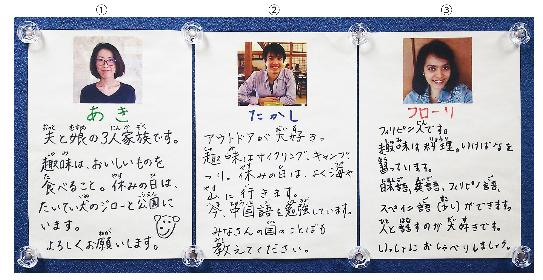 ① ② ③
あき
夫と娘の3人家族です。
趣味は、おいしいものを
食べること。休みの日は、
たいてい犬のジローと公園に
います。
よろしくお願いします。
たかし
アウトドアが大好き。
趣味はサイクリング、キャンプ、
つり。休みの日は、よく海や
山に行きます。
今、中国語を勉強しています。
みなさんの国のことばも
教えてください。
フローリ
フィリピン人です。
趣味は料理。いけばなを
習っています。
日本語、英語、フィリピン語、
スペイン語(少し)ができます。
人と話すのが大好きです。
いっしょにおしゃべりしましょう。